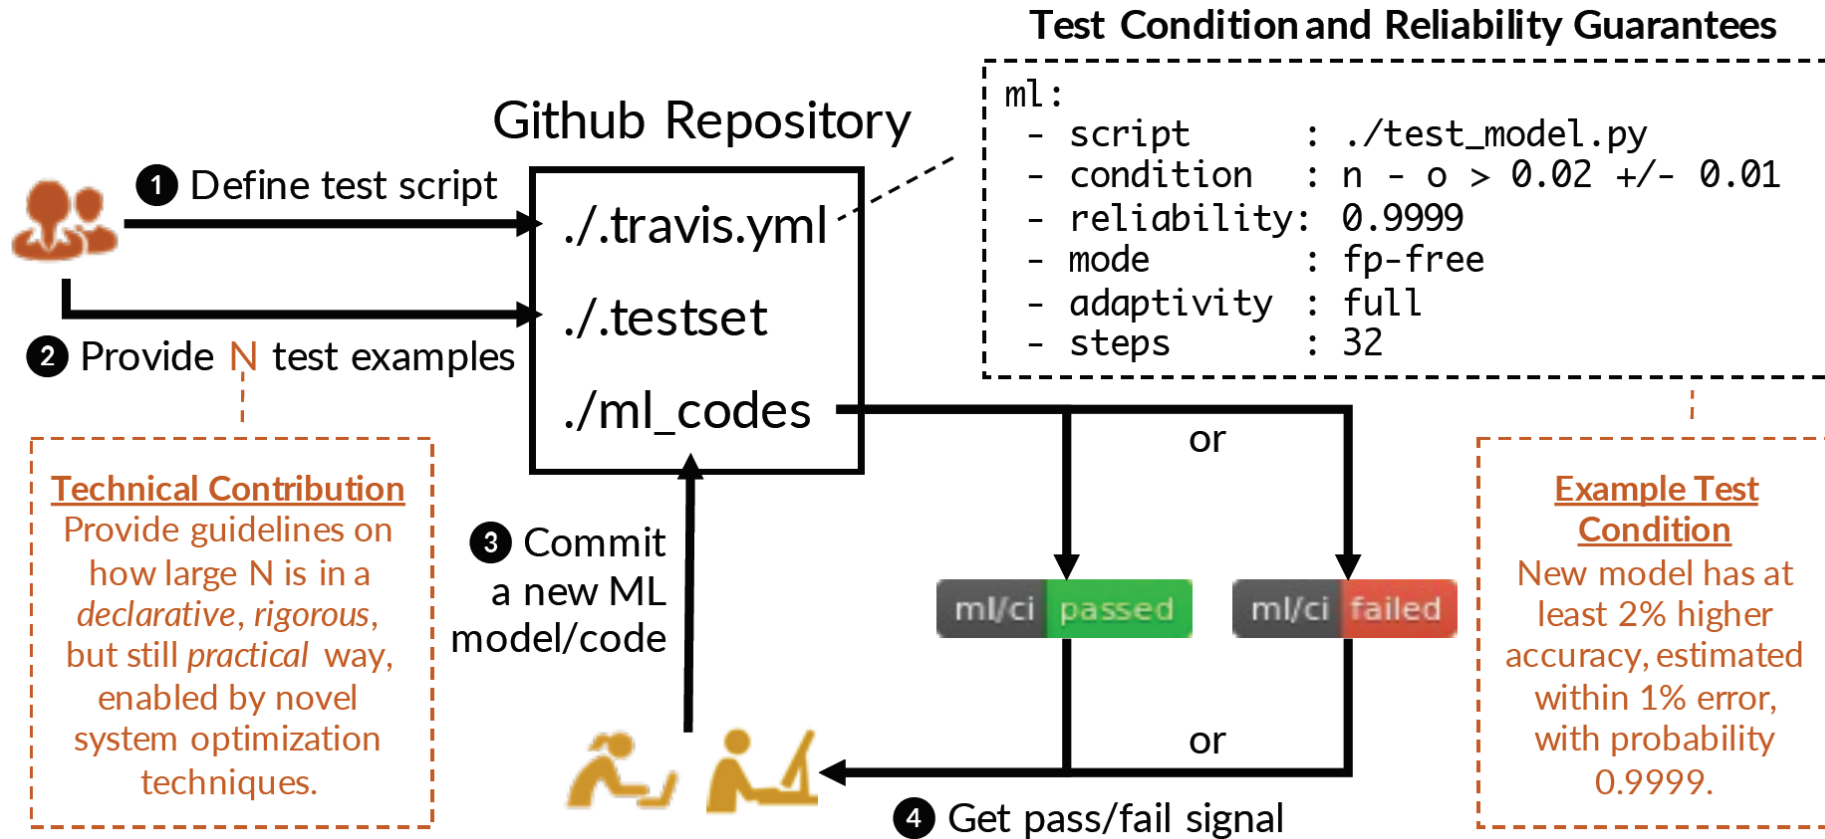 Test Condition and Reliability Guarantees
ml:
- script : ./test_model.py
- condition : n - o > 0.02 +/- 0.01
- reliability: 0.9999
- mode : fp-free
- adaptivity : full
- steps : 32
Github Repository
./.travis.yml
./.testset
./ml_codes
1 Define test script
2 Provide N test examples
Technical Contribution
Provide guidelines on
how large N is in a
declarative, rigorous,
but still practical way,
enabled by novel
system optimization
techniques.
3 Commit
a new ML
model/code
or
ml/ci passed
ml/ci failed
or
4 Get pass/fail signal
Example Test
Condition
New model has at
least 2% higher
accuracy, estimated
within 1% error,
with probability
0.9999.